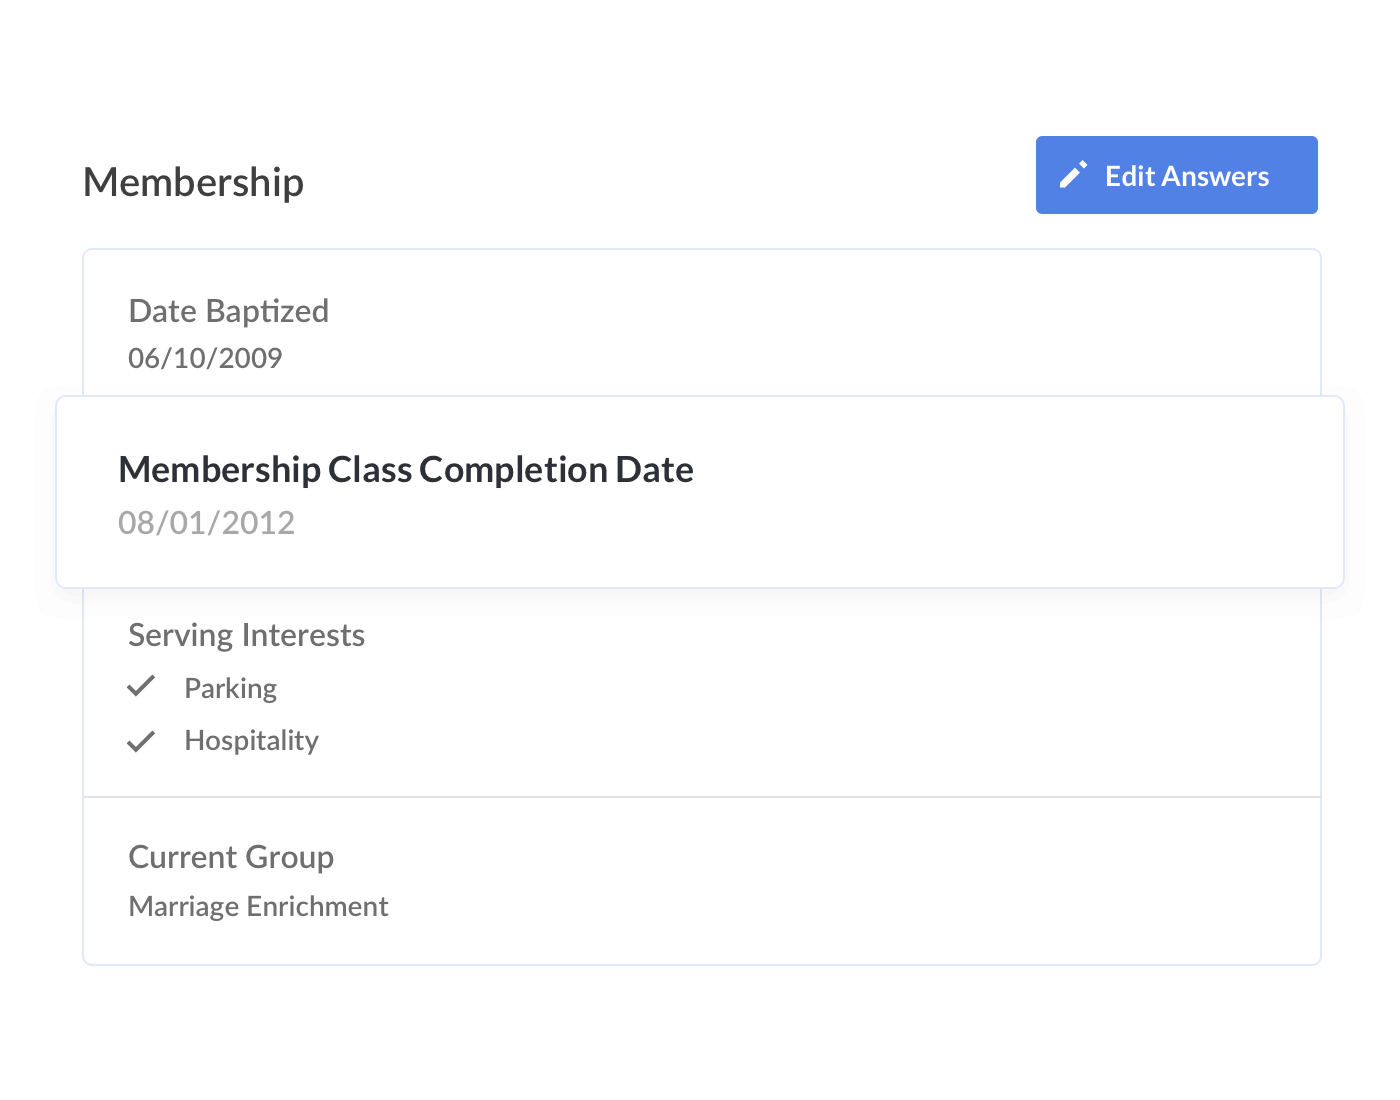 Membership
Edit Answers
Date Baptized
06/10/2009
Membership Class Completion Date
08/01/2012
Serving Interests
Parking
Hospitality
Current Group
Marriage Enrichment